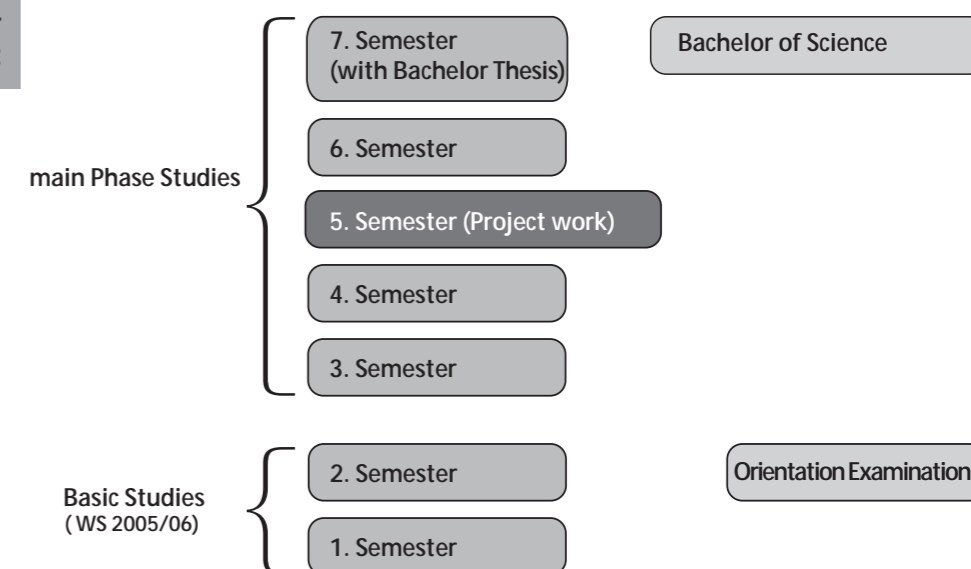 7. Semester
(with Bachelor Thesis)
Bachelor of Science
6. Semester
main Phase Studies
5. Semester (Project work)
4. Semester
3. Semester
2. Semester
Orientation Examination
Basic Studies
( WS 2005/06)
1. Semester